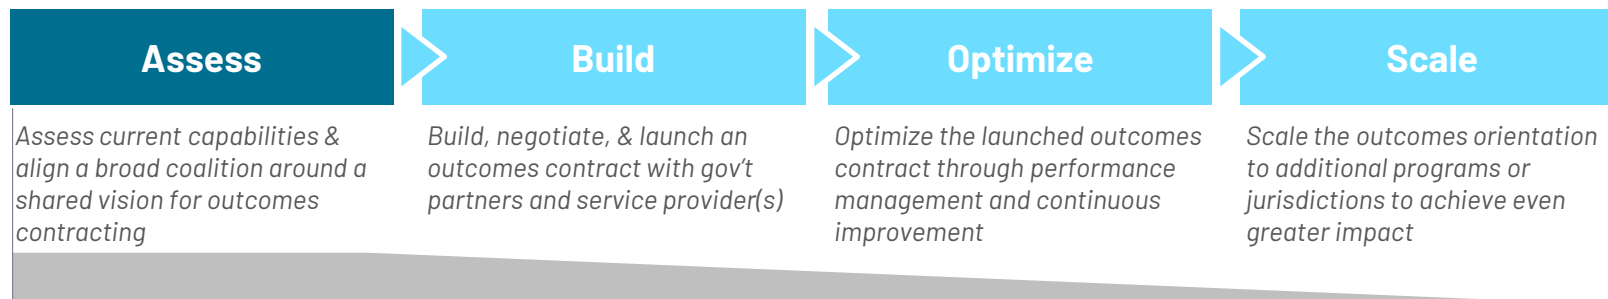 Assess
Build
Optimize
Scale
Assess current capabilities &
align a broad coalition around a
shared vision for outcomes
contracting
Build, negotiate, & launch an
outcomes contract with gov't
partners and service provider(s)
Optimize the launched outcomes
contract through performance
management and continuous
improvement
Scale the outcomes orientation
to additional programs or
jurisdictions to achieve even
greater impact